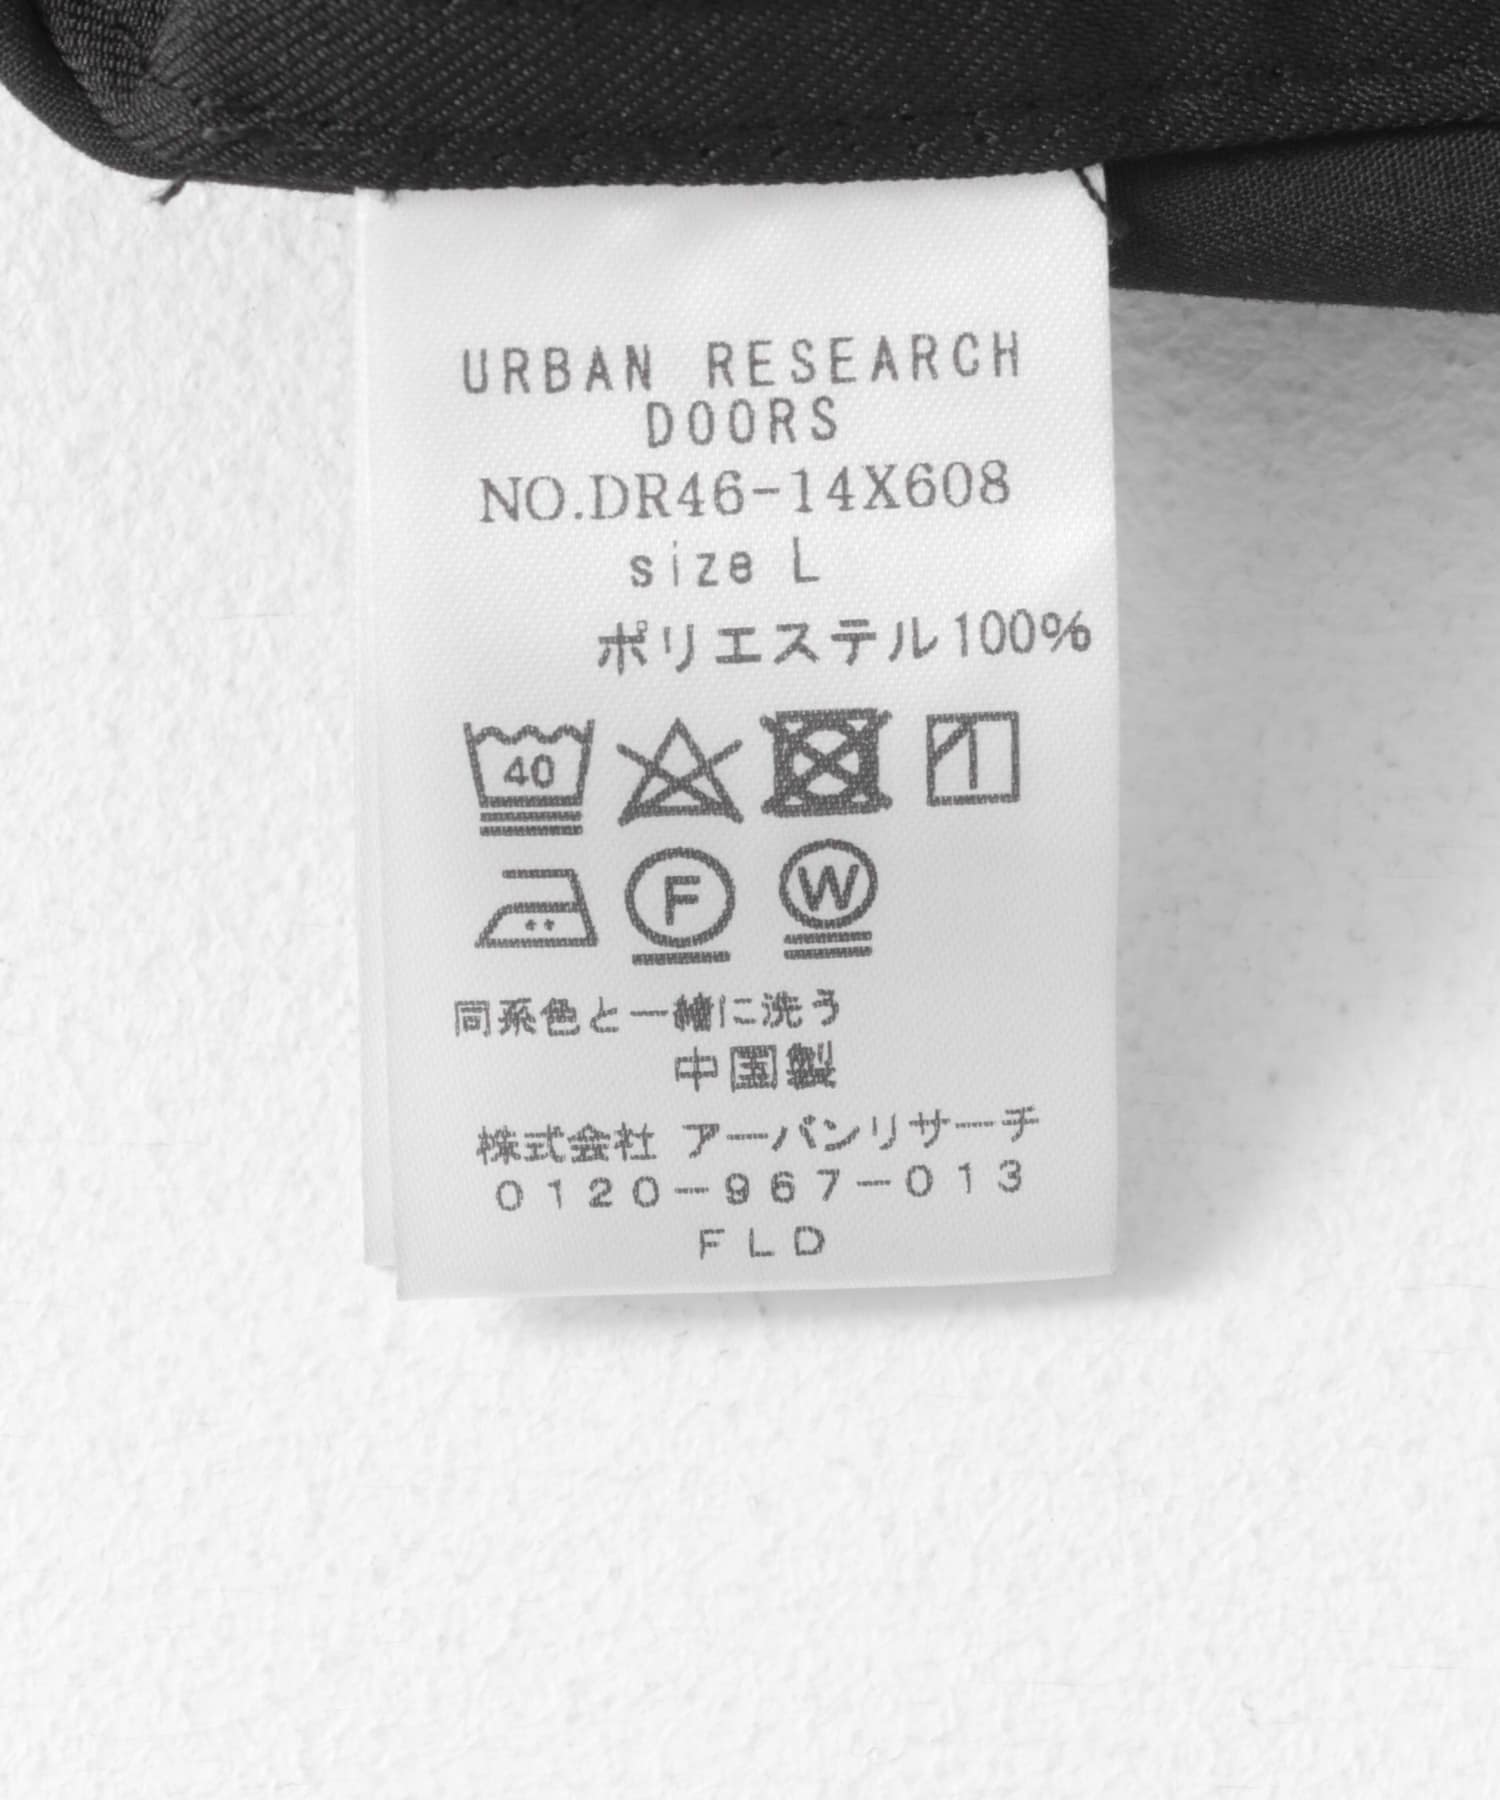 URBAN RESEARCH
DOORS
NO.DR46-14X608
size L
ポリエステル100%
40
F W
同系色と一緒に洗う
中国製
株式会社 アーバンリサーチ
0120-967-013
FLD